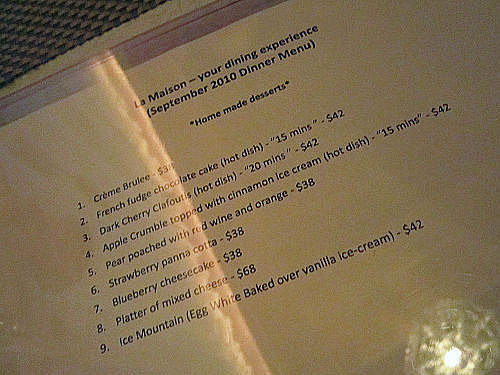 La Maison – your dining experience
(September 2010 Dinner Menu)
*Home made desserts*
1. Crème Brulee - $38
2. French fudge chocolate cake (hot dish) - "15 mins" - $42
3. Dark Cherry Clafoutis (hot dish) - "20 mins" - $42
4. Apple Crumble topped with cinnamon ice cream (hot dish) - "15 mins" - $42
5. Pear poached with red wine and orange - $38
6. Strawberry panna cotta - $38
7. Blueberry cheesecake - $38
8. Platter of mixed cheese - $68
9. Ice Mountain (Egg White Baked over vanilla ice-cream) - $42